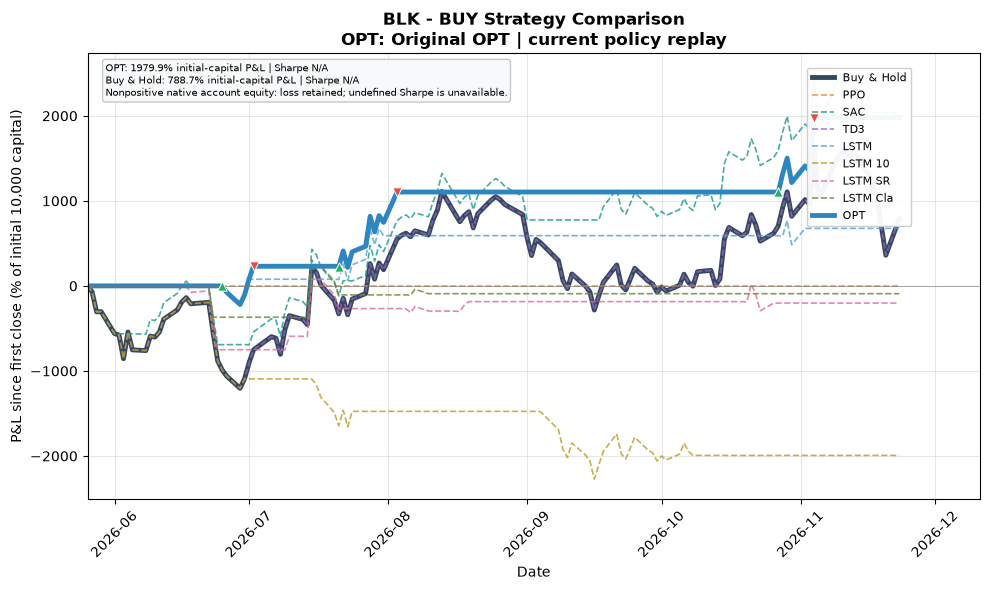 BLK - BUY Strategy Comparison
OPT: Original OPT | current policy replay
OPT: 1979.9% initial-capital P&L | Sharpe N/A
Buy & Hold: 788.7% initial-capital P&L | Sharpe N/A
Nonpositive native account equity: loss retained; undefined Sharpe is unavailable.
Buy & Hold
PPO
SAC
TD3
LSTM
LSTM 10
LSTM SR
LSTM Cla
OPT
P&L since first close (% of initial 10,000 capital)
2000
1000
0
−1000
−2000
2026-06
2026-07
2026-08
2026-09
2026-10
2026-11
2026-12
Date